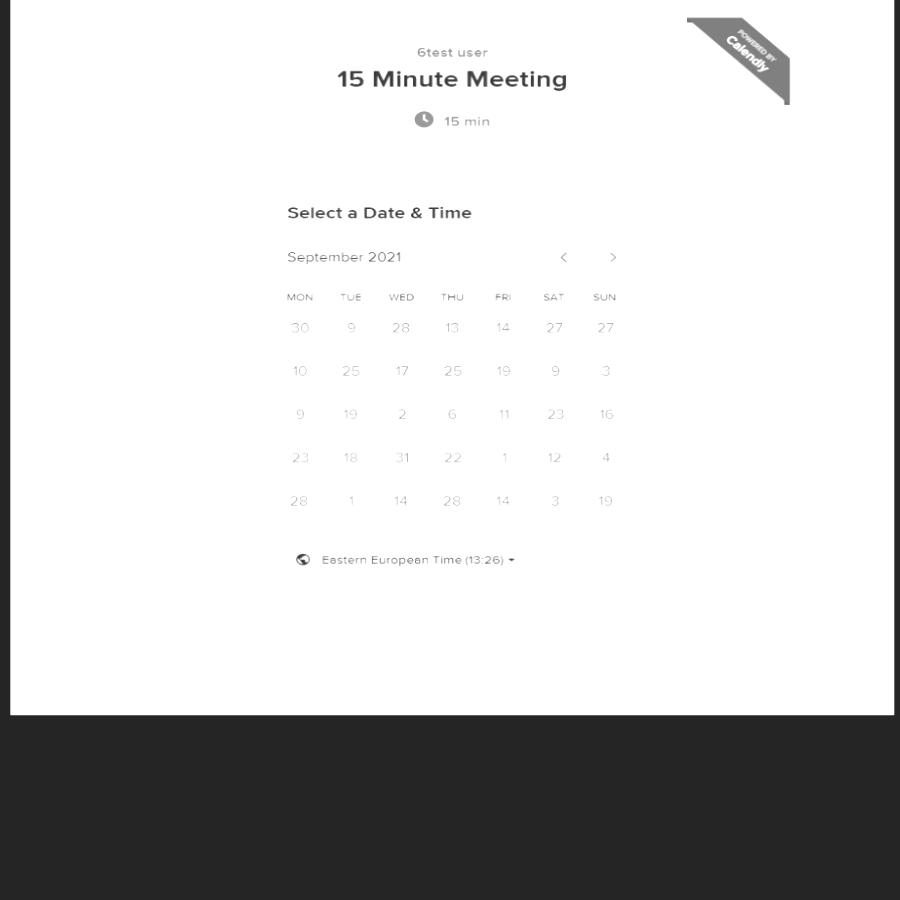 6test user
POWERED BY
Calendly
15 Minute Meeting
15 min
Select a Date & Time
September 2021
MON TUE WED THU FRI SAT SUN
30 9 28 13 14 27 27
10 25 17 25 19 9 3
9 19 2 6 11 23 16
23 18 31 22 1 12 4
28 1 14 28 14 3 19
Eastern European Time (13:26)